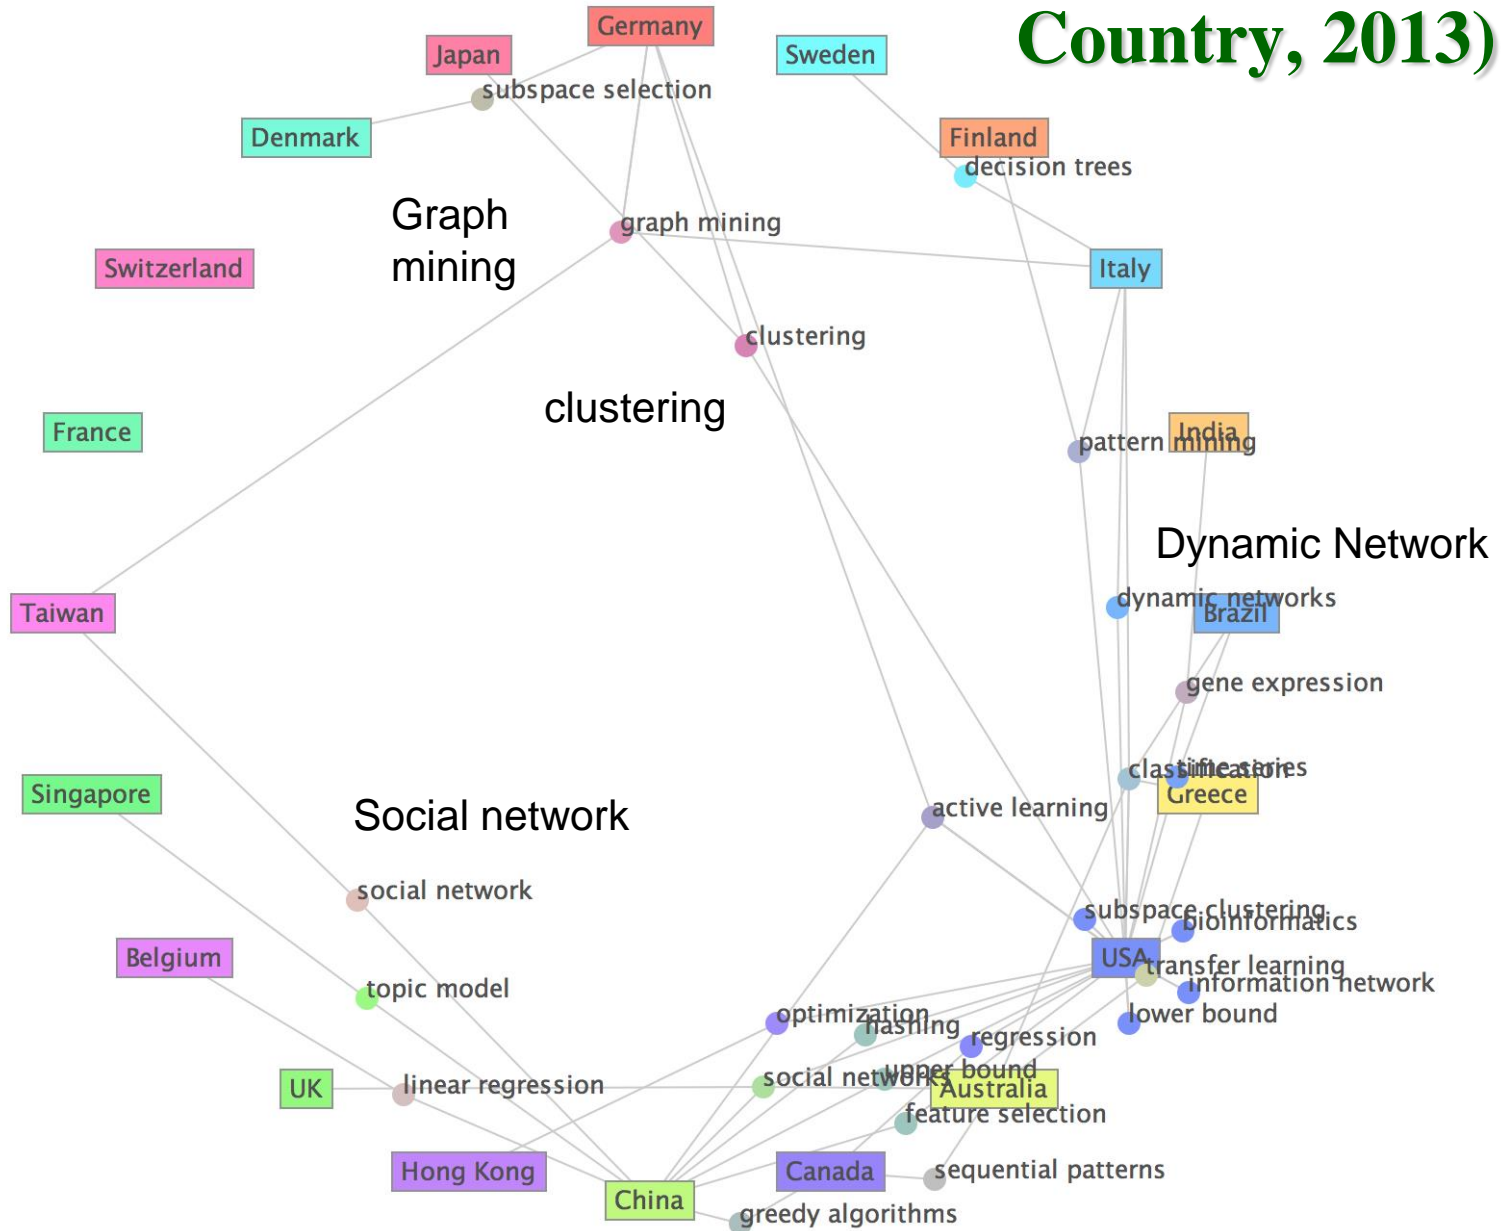 Country, 2013)
Germany
Japan
Sweden
subspace selection
Denmark
Finland
decision trees
Graph
mining
graph mining
Switzerland
Italy
clustering
clustering
France
India
pattern mining
Dynamic Network
dynamic networks
Taiwan
Brazil
gene expression
classification
time series
Singapore
Greece
Social network
active learning
social network
subspace clustering
bioinformatics
Belgium
USA
transfer learning
topic model
information network
optimization
hashing
lower bound
regression
upper bound
UK
linear regression
social networks
Australia
feature selection
Hong Kong
Canada
sequential patterns
China
greedy algorithms